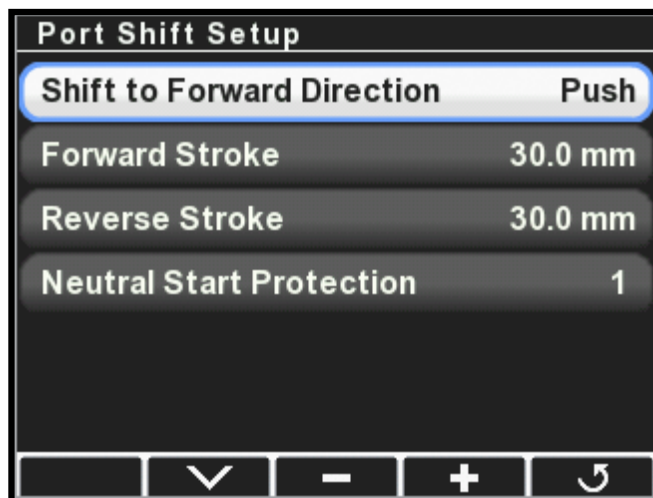 Port Shift Setup
Shift to Forward Direction Push
Forward Stroke 30.0 mm
Reverse Stroke 30.0 mm
Neutral Start Protection 1